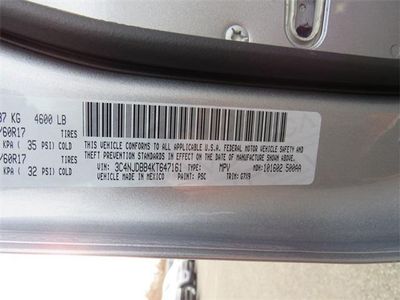 07 KG 4600 LB
/60R17 TIRES
KPA ( 35 PSI) COLD
/60R17 TIRES
KPA ( 32 PSI) COLD
THIS VEHICLE CONFORMS TO ALL APPLICABLE U.S.A. FEDERAL MOTOR VEHICLE
SAFETY, BUMPER, AND THEFT PREVENTION STANDARDS IN EFFECT ON
THE DATE OF MANUFACTURE SHOWN ABOVE.
VIN: 3C4NJDBB4KT647161 TYPE: MPV MDH: 101602 500AA
MADE IN MEXICO PAINT: PSC TRIM: G7X9